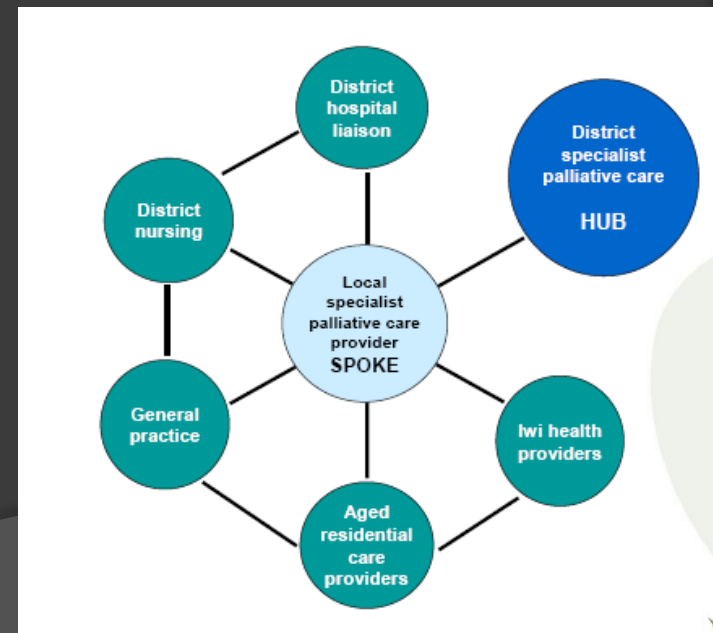 District
hospital
liaison
District
specialist
palliative care
HUB
District
nursing
Local
specialist
palliative care
provider
SPOKE
General
practice
Iwi health
providers
Aged
residential
care
providers